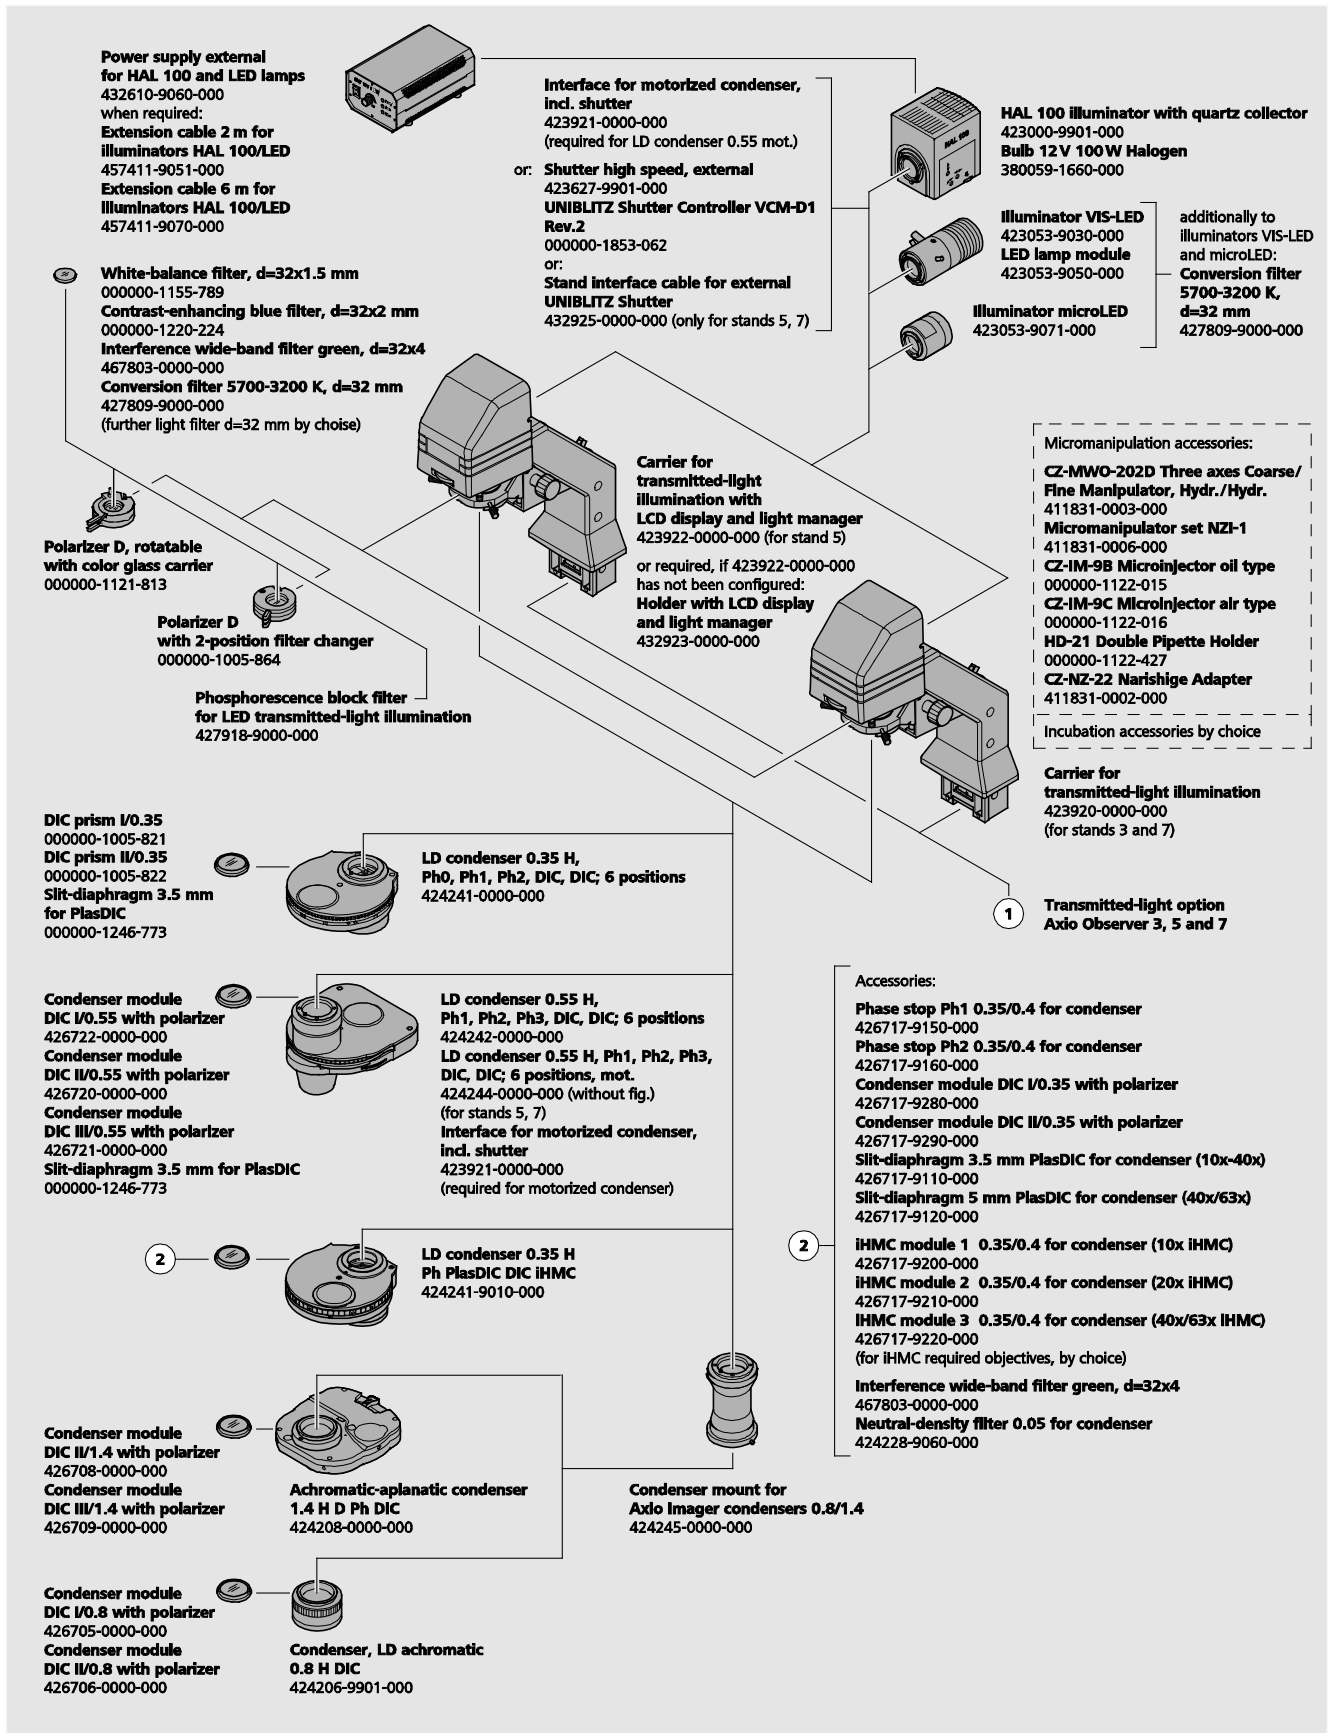 Power supply external
for HAL 100 and LED lamps
432610-9060-000
when required:
Extension cable 2 m for
illuminators HAL 100/LED
457411-9051-000
Extension cable 6 m for
illuminators HAL 100/LED
457411-9070-000
Interface for motorized condenser,
incl. shutter
423921-0000-000
(required for LD condenser 0.55 mot.)
or: Shutter high speed, external
423627-9901-000
UNIBLITZ Shutter Controller VCM-D1
Rev.2
000000-1853-062
or:
Stand interface cable for external
UNIBLITZ Shutter
432925-0000-000 (only for stands 5, 7)
HAL 100
HAL 100 illuminator with quartz collector
423000-9901-000
Bulb 12 V 100 W Halogen
380059-1660-000
Illuminator VIS-LED
423053-9030-000
LED lamp module
423053-9050-000
Illuminator microLED
423053-9071-000
additionally to
illuminators VIS-LED
and microLED:
Conversion filter
5700-3200 K,
d=32 mm
427809-9000-000
White-balance filter, d=32x1.5 mm
000000-1155-789
Contrast-enhancing blue filter, d=32x2 mm
000000-1220-224
Interference wide-band filter green, d=32x4
467803-0000-000
Conversion filter 5700-3200 K, d=32 mm
427809-9000-000
(further light filter d=32 mm by choise)
Carrier for
transmitted-light
illumination with
LCD display and light manager
423922-0000-000 (for stand 5)
or required, if 423922-0000-000
has not been configured:
Holder with LCD display
and light manager
432923-0000-000
Micromanipulation accessories:
CZ-MWO-202D Three axes Coarse/
Fine Manipulator, Hydr./Hydr.
411831-0003-000
Micromanipulator set NZI-1
411831-0006-000
CZ-IM-9B Microinjector oil type
000000-1122-015
CZ-IM-9C Microinjector air type
000000-1122-016
HD-21 Double Pipette Holder
000000-1122-427
CZ-NZ-22 Narishige Adapter
411831-0002-000
Incubation accessories by choice
Polarizer D, rotatable
with color glass carrier
000000-1121-813
Polarizer D
with 2-position filter changer
000000-1005-864
Phosphorescence block filter
for LED transmitted-light illumination
427918-9000-000
Carrier for
transmitted-light illumination
423920-0000-000
(for stands 3 and 7)
1
Transmitted-light option
Axio Observer 3, 5 and 7
DIC prism I/0.35
000000-1005-821
DIC prism II/0.35
000000-1005-822
Slit-diaphragm 3.5 mm
for PlasDIC
000000-1246-773
LD condenser 0.35 H,
Ph0, Ph1, Ph2, DIC, DIC; 6 positions
424241-0000-000
Condenser module
DIC I/0.55 with polarizer
426722-0000-000
Condenser module
DIC II/0.55 with polarizer
426720-0000-000
Condenser module
DIC III/0.55 with polarizer
426721-0000-000
Slit-diaphragm 3.5 mm for PlasDIC
000000-1246-773
LD condenser 0.55 H,
Ph1, Ph2, Ph3, DIC, DIC; 6 positions
424242-0000-000
LD condenser 0.55 H, Ph1, Ph2, Ph3,
DIC, DIC; 6 positions, mot.
424244-0000-000 (without fig.)
(for stands 5, 7)
Interface for motorized condenser,
incl. shutter
423921-0000-000
(required for motorized condenser)
2
LD condenser 0.35 H
Ph PlasDIC DIC iHMC
424241-9010-000
2
Accessories:
Phase stop Ph1 0.35/0.4 for condenser
426717-9150-000
Phase stop Ph2 0.35/0.4 for condenser
426717-9160-000
Condenser module DIC I/0.35 with polarizer
426717-9280-000
Condenser module DIC II/0.35 with polarizer
426717-9290-000
Slit-diaphragm 3.5 mm PlasDIC for condenser (10x-40x)
426717-9110-000
Slit-diaphragm 5 mm PlasDIC for condenser (40x/63x)
426717-9120-000
iHMC module 1 0.35/0.4 for condenser (10x iHMC)
426717-9200-000
iHMC module 2 0.35/0.4 for condenser (20x iHMC)
426717-9210-000
iHMC module 3 0.35/0.4 for condenser (40x/63x iHMC)
426717-9220-000
(for iHMC required objectives, by choice)
Interference wide-band filter green, d=32x4
467803-0000-000
Neutral-density filter 0.05 for condenser
424228-9060-000
Condenser module
DIC II/1.4 with polarizer
426708-0000-000
Condenser module
DIC III/1.4 with polarizer
426709-0000-000
Achromatic-aplanatic condenser
1.4 H D Ph DIC
424208-0000-000
Condenser mount for
Axio Imager condensers 0.8/1.4
424245-0000-000
Condenser module
DIC I/0.8 with polarizer
426705-0000-000
Condenser module
DIC II/0.8 with polarizer
426706-0000-000
Condenser, LD achromatic
0.8 H DIC
424206-9901-000